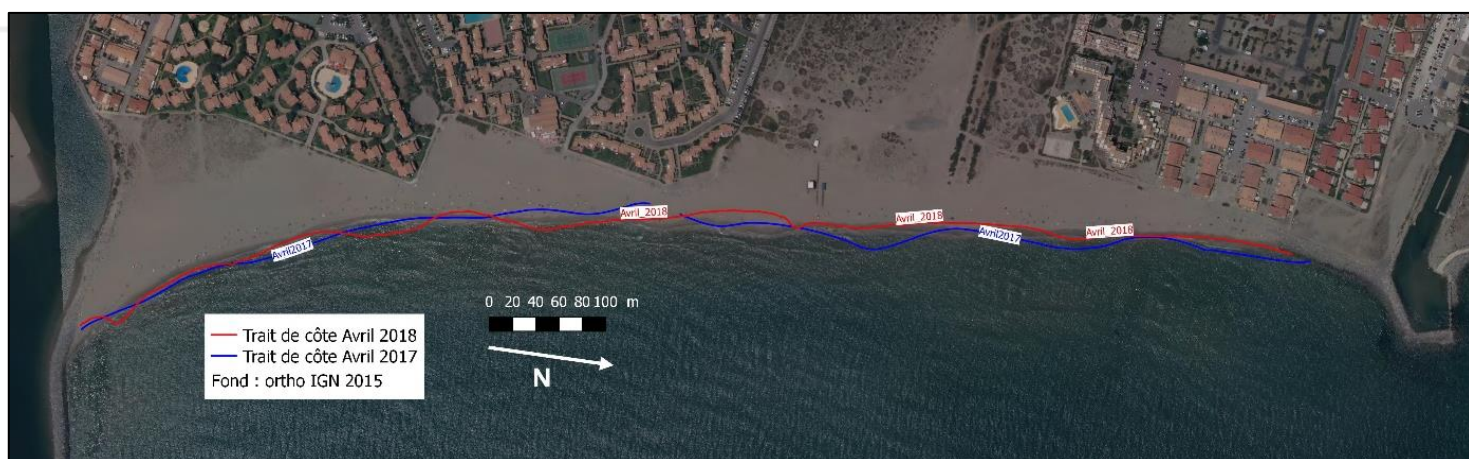 Avril_2018
Avril_2018
Avril2017
Avril_2018
Avril2017
0 20 40 60 80 100 m
N
Trait de côte Avril 2018
Trait de côte Avril 2017
Fond : ortho IGN 2015